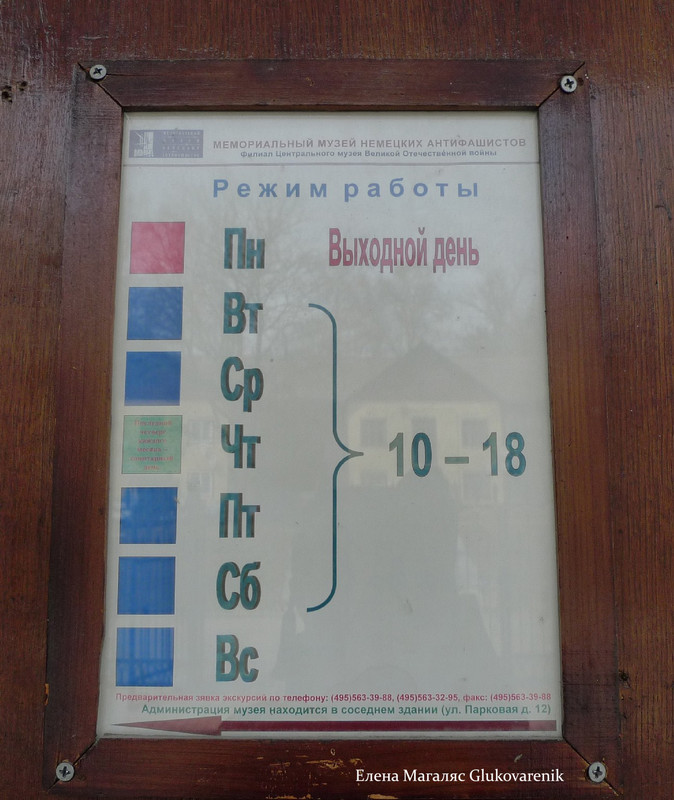 МЕМОРИАЛЬНЫЙ МУЗЕЙ НЕМЕЦКИХ АНТИФАШИСТОВ
Филиал Центрального музея Великой Отечественной войны
Режим работы
Пн Выходной день
Вт
Ср
Чт
10 – 18
Пт
Сб
Вс
Предварительная зявка экскурсий по телефону: (495)563-39-88, (495)563-32-95, факс: (495)563-39-88
Администрация музея находится в соседнем здании (ул. Парковая д. 12)
Елена Магаляс Glukovarenik